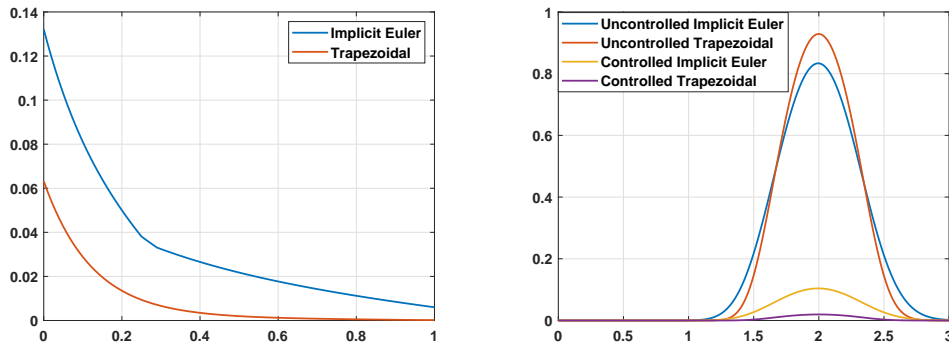 0.14
0.12
0.1
0.08
0.06
0.04
0.02
0
0 0.2 0.4 0.6 0.8 1
Implicit Euler
Trapezoidal
1
0.8
0.6
0.4
0.2
0
0 0.5 1 1.5 2 2.5 3
Uncontrolled Implicit Euler
Uncontrolled Trapezoidal
Controlled Implicit Euler
Controlled Trapezoidal